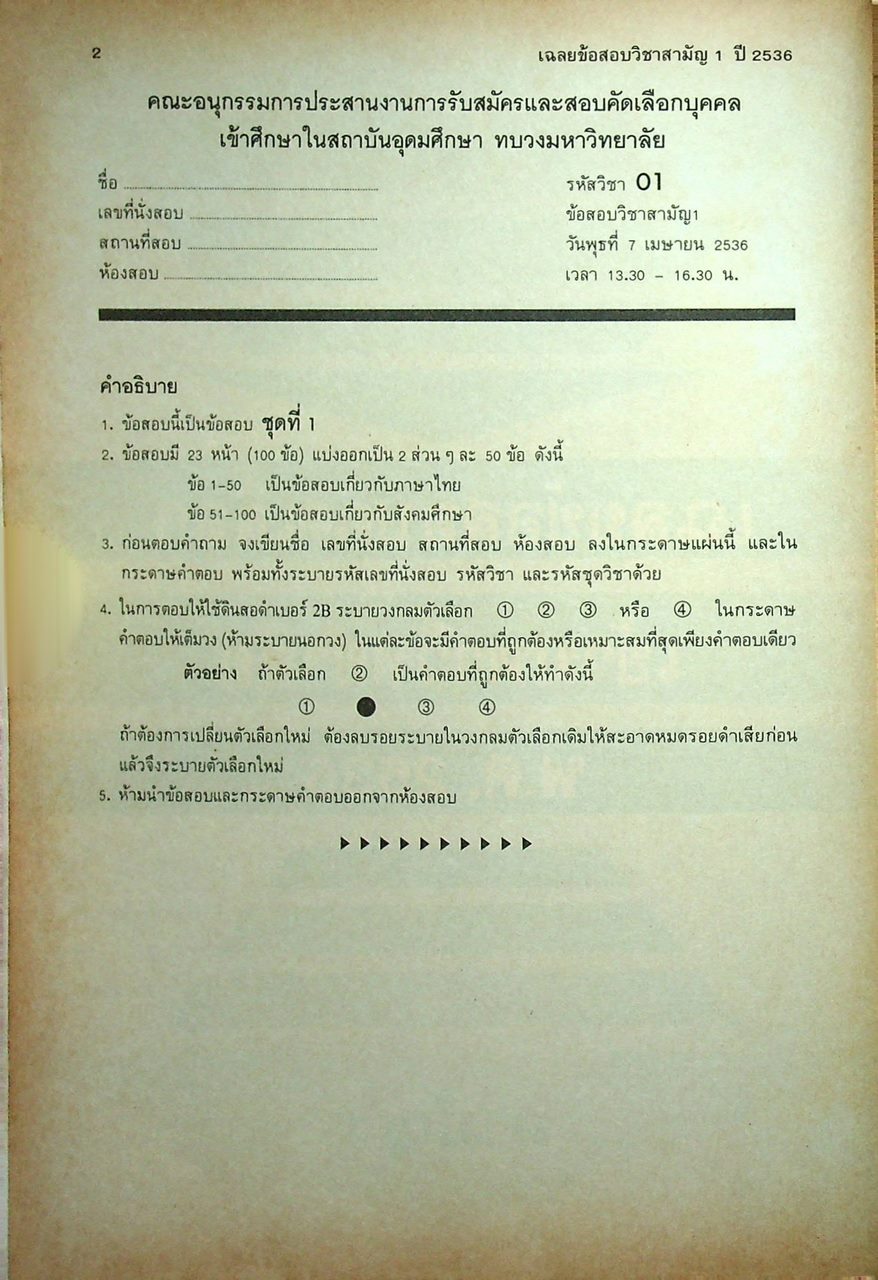 2 เฉลยข้อสอบวิชาสามัญ 1 ปี 2536
คณะอนุกรรมการประสานงานการรับสมัครและสอบคัดเลือกบุคคล
เข้าศึกษาในสถาบันอุดมศึกษา ทบวงมหาวิทยาลัย
ชื่อ ........................ รหัสวิชา 01
เลขที่นั่งสอบ ........................ ข้อสอบวิชาสามัญ1
สถานที่สอบ ........................ วันพุธที่ 7 เมษายน 2536
ห้องสอบ ........................ เวลา 13.30 – 16.30 น.
คำอธิบาย
1. ข้อสอบนี้เป็นข้อสอบ ชุดที่ 1
2. ข้อสอบมี 23 หน้า (100 ข้อ) แบ่งออกเป็น 2 ส่วน ๆ ละ 50 ข้อ ดังนี้
ข้อ 1-50 เป็นข้อสอบเกี่ยวกับภาษาไทย
ข้อ 51-100 เป็นข้อสอบเกี่ยวกับสังคมศึกษา
3. ก่อนตอบคำถาม จงเขียนชื่อ เลขที่นั่งสอบ สถานที่สอบ ห้องสอบ ลงในกระดาษแผ่นนี้ และใน
กระดาษคำตอบ พร้อมทั้งระบายรหัสเลขที่นั่งสอบ รหัสวิชา และรหัสชุดวิชาด้วย
4. ในการตอบให้ใช้ดินสอดำเบอร์ 2B ระบายวงกลมตัวเลือก ① ② ③ หรือ ④ ในกระดาษ
คำตอบให้เต็มวง (ห้ามระบายนอกวง) ในแต่ละข้อจะมีคำตอบที่ถูกต้องหรือเหมาะสมที่สุดเพียงคำตอบเดียว
ตัวอย่าง ถ้าตัวเลือก ② เป็นคำตอบที่ถูกต้องให้ทำดังนี้
① ● ③ ④
ถ้าต้องการเปลี่ยนตัวเลือกใหม่ ต้องลบรอยระบายในวงกลมตัวเลือกเดิมให้สะอาดหมดรอยดำเสียก่อน
แล้วจึงระบายตัวเลือกใหม่
5. ห้ามนำข้อสอบและกระดาษคำตอบออกจากห้องสอบ